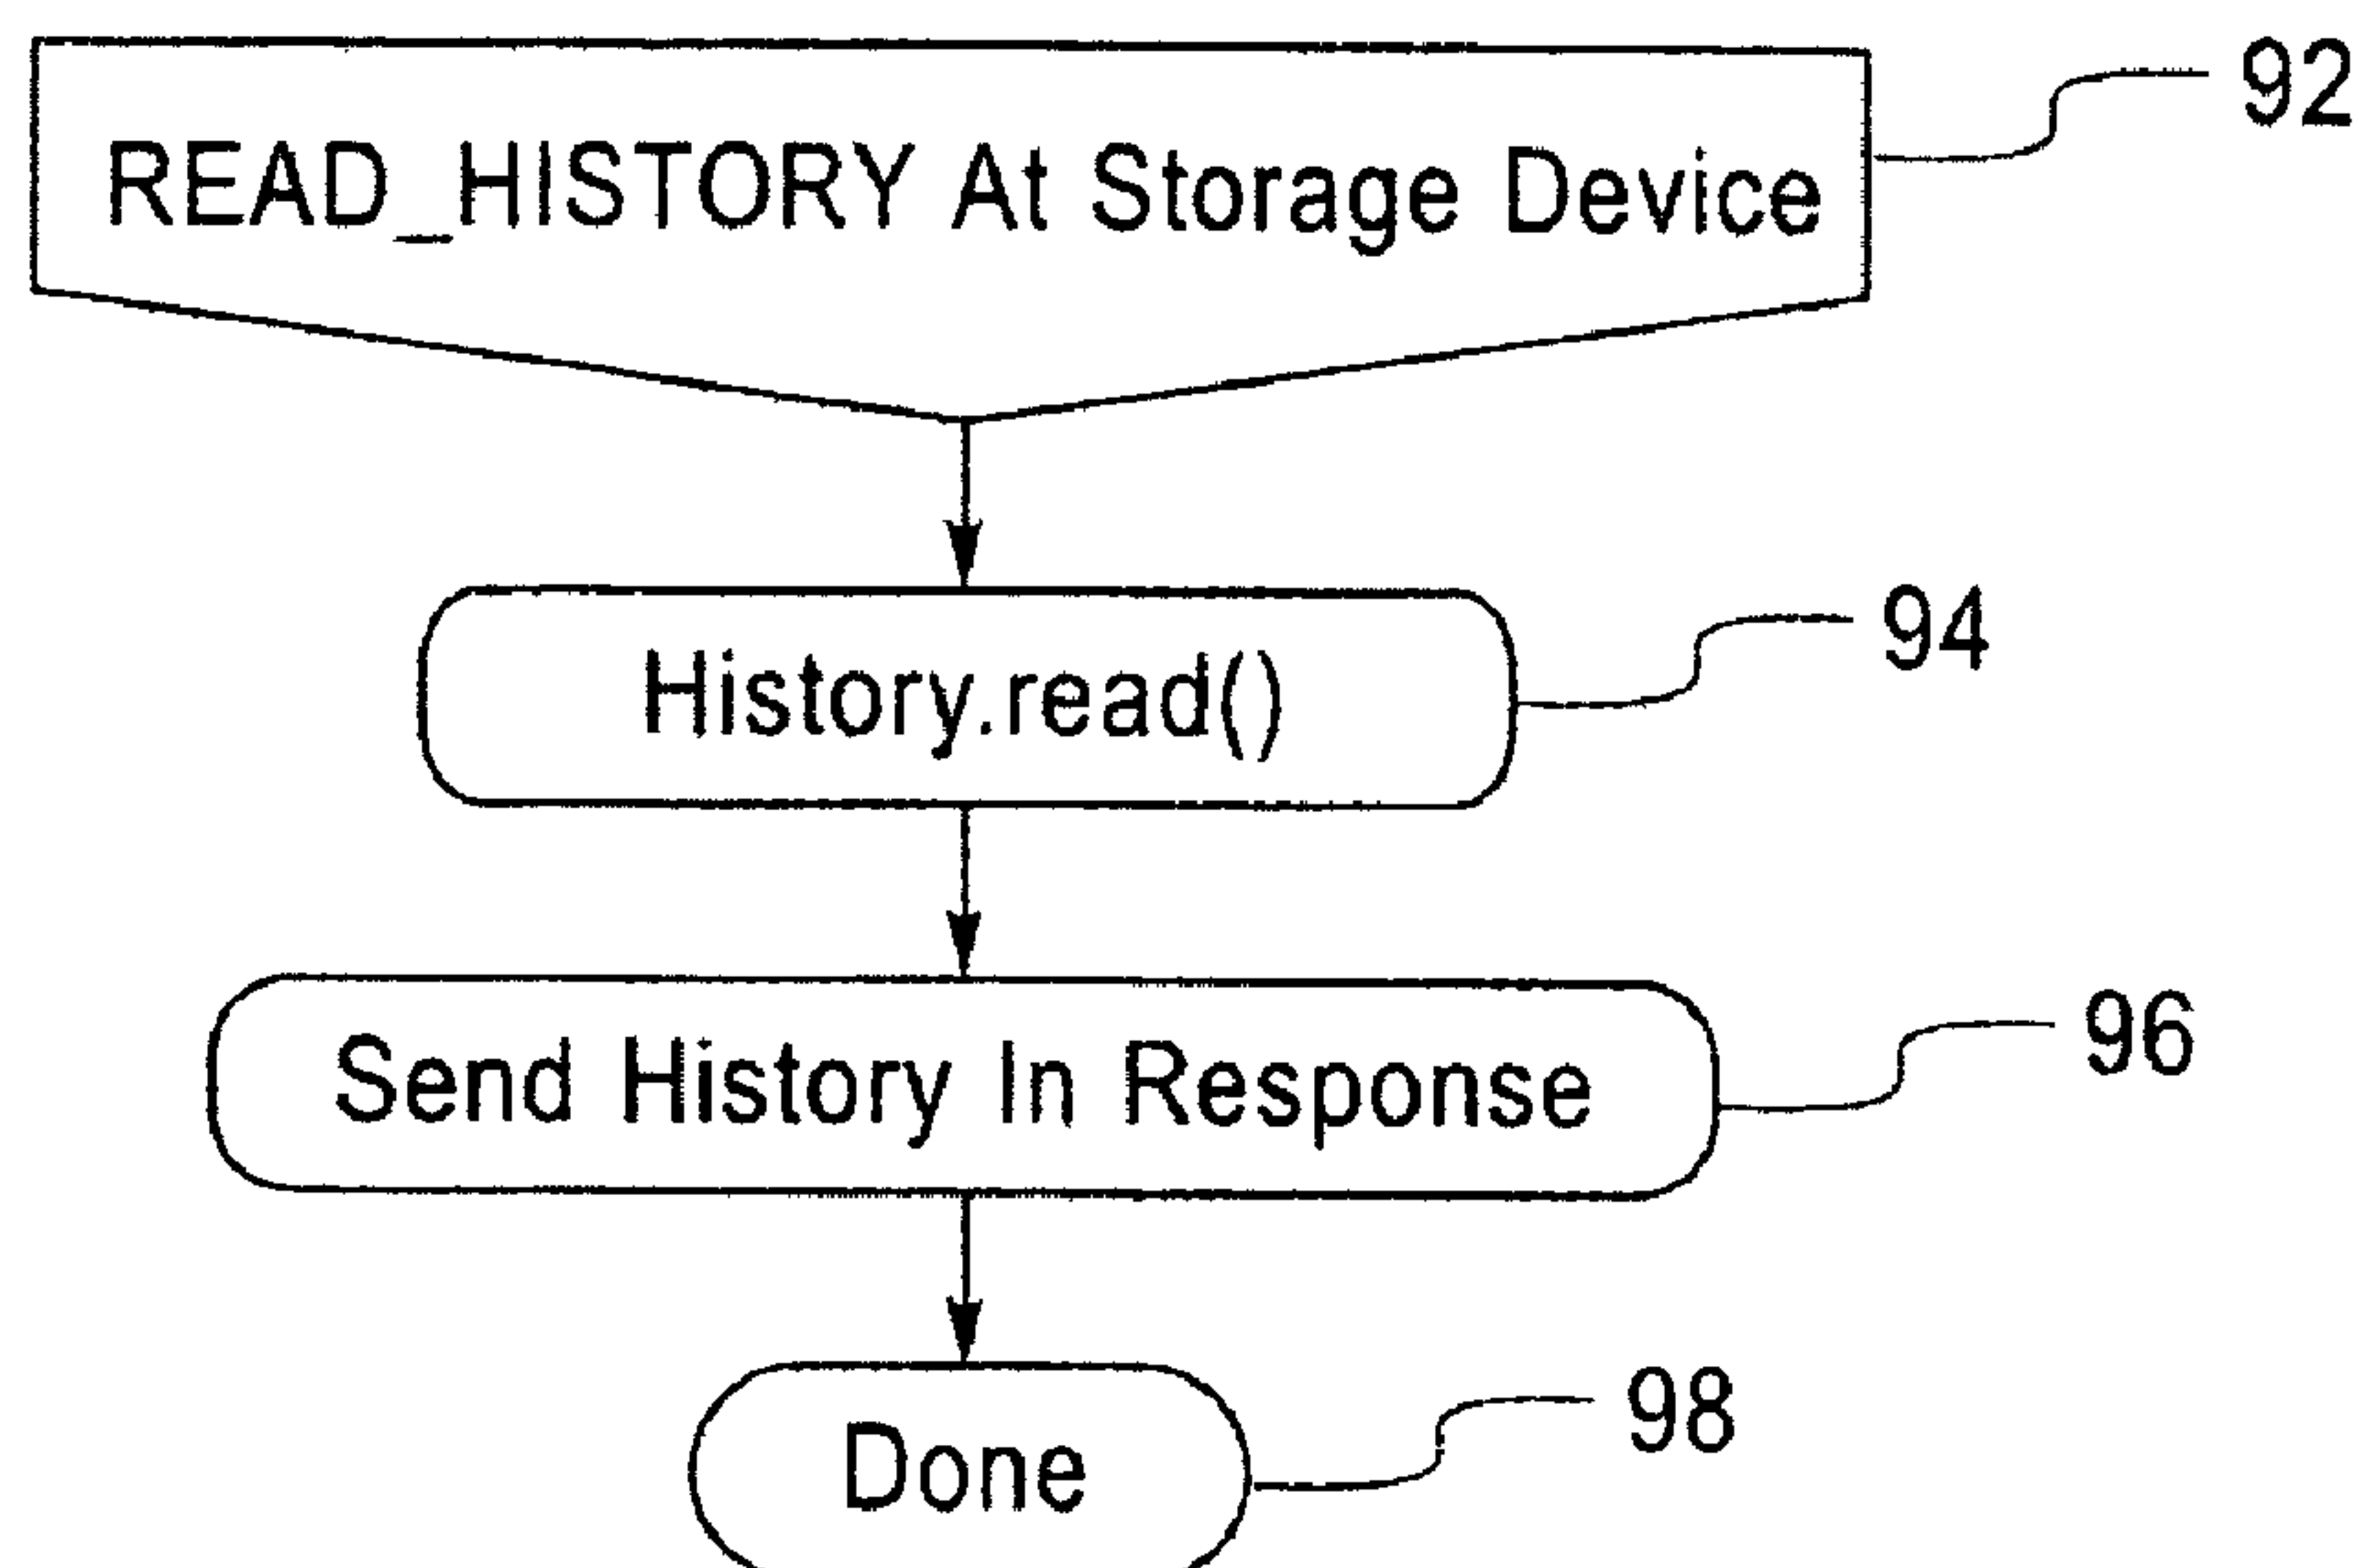 92
READ_HISTORY At Storage Device
94
History.read()
96
Send History In Response
98
Done